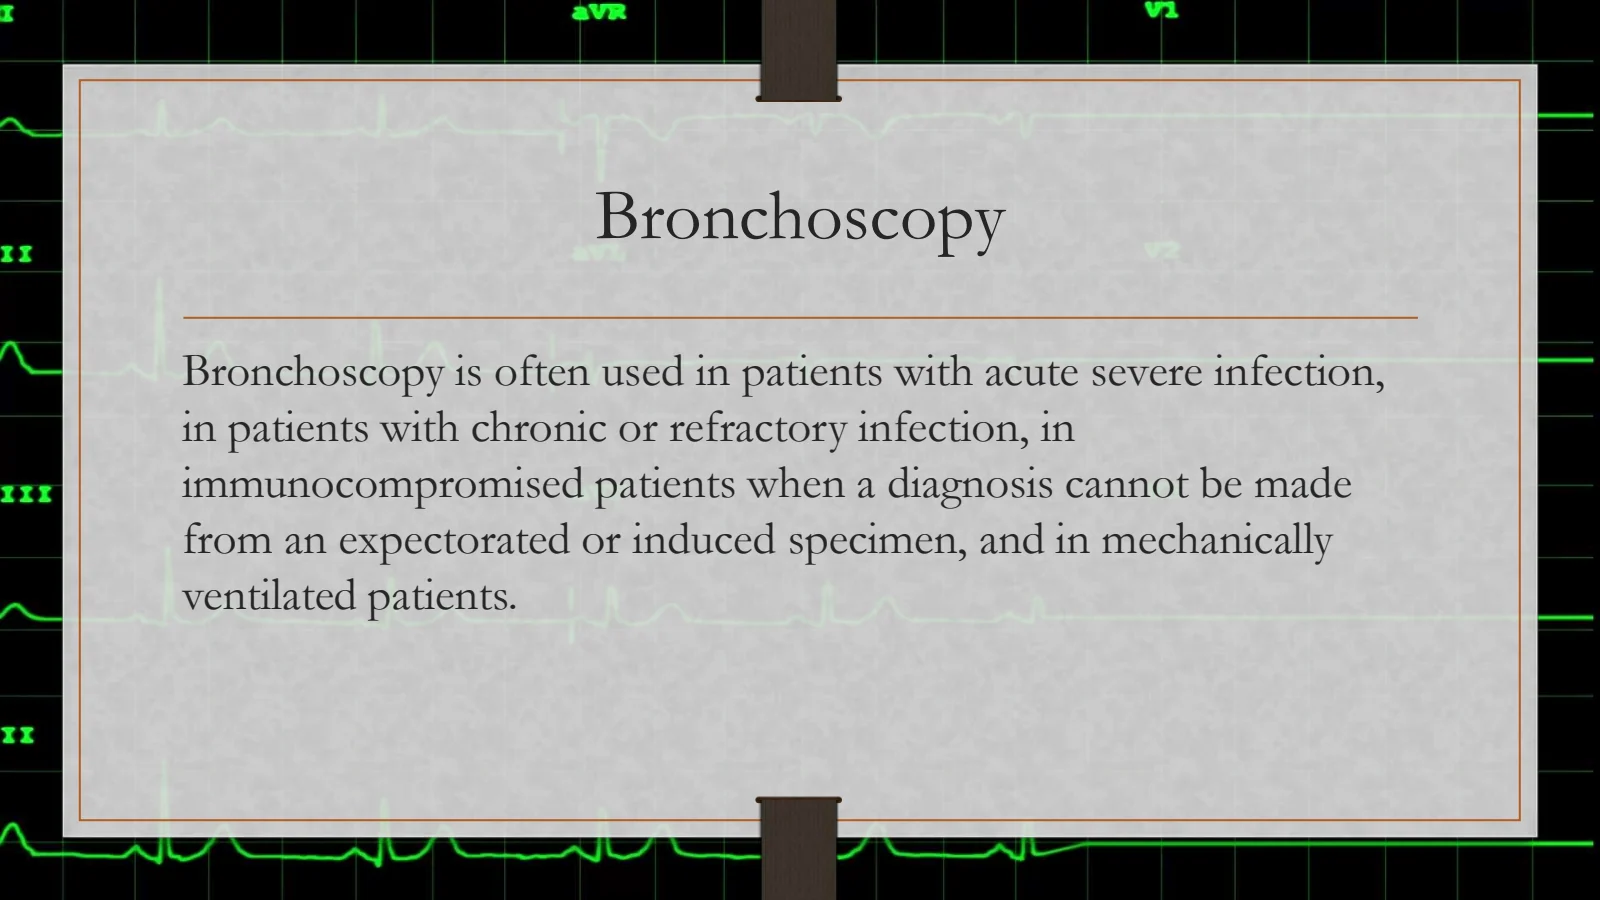 I
aVR
V1
Bronchoscopy
aVL
V2
II
Bronchoscopy is often used in patients with acute severe infection,
in patients with chronic or refractory infection, in
immunocompromised patients when a diagnosis cannot be made
III
from an expectorated or induced specimen, and in mechanically
ventilated patients.
II